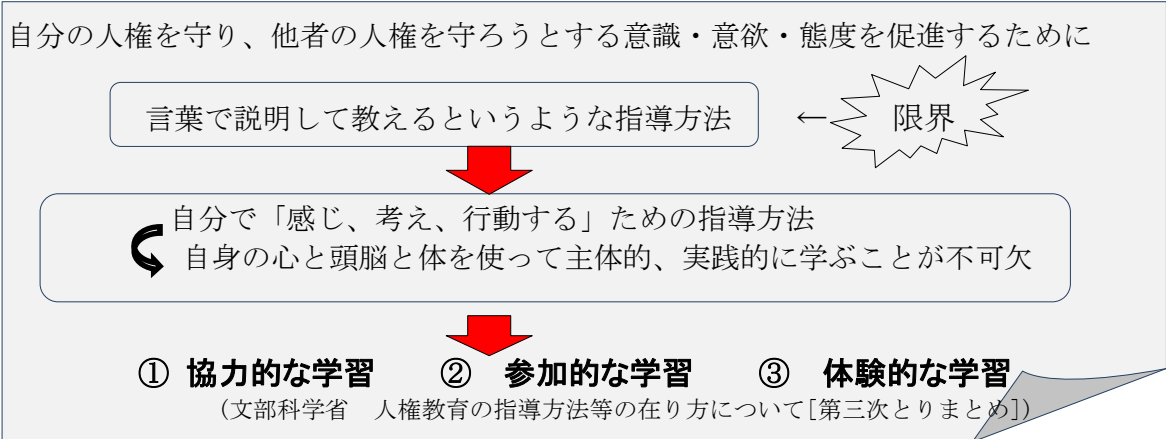 自分の人権を守り、他者の人権を守ろうとする意識・意欲・態度を促進するために
言葉で説明して教えるというような指導方法 ← 限界
自分で「感じ、考え、行動する」ための指導方法
自身の心と頭脳と体を使って主体的、実践的に学ぶことが不可欠
① 協力的な学習 ② 参加的な学習 ③ 体験的な学習
(文部科学省 人権教育の指導方法等の在り方について[第三次とりまとめ])